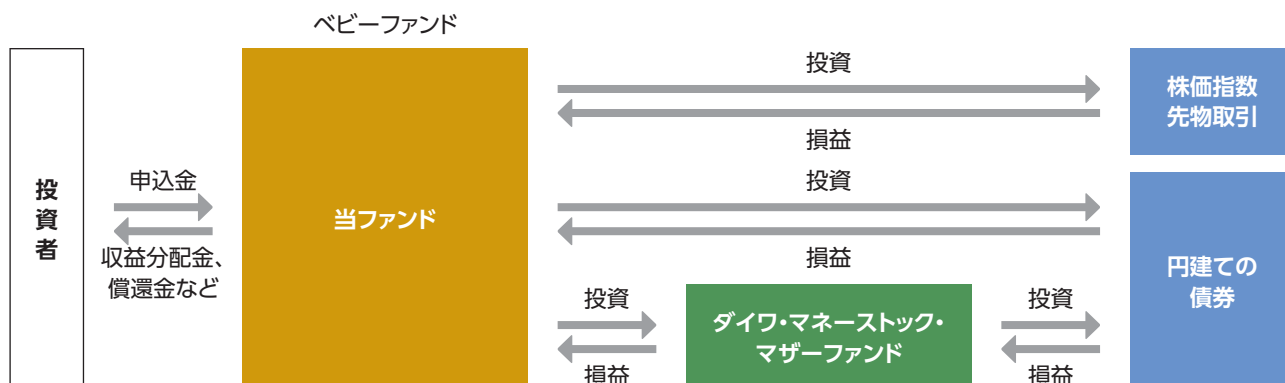 ベビーファンド
投資者
申込金
収益分配金、
償還金など
当ファンド
投資
損益
株価指数
先物取引
投資
損益
円建ての
債券
投資
損益
ダイワ・マネーストック・
マザーファンド
投資
損益